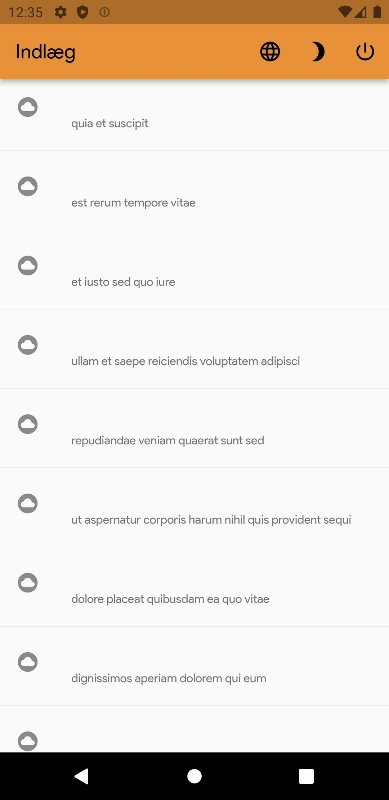 12:35
Indlæg
quia et suscipit
est rerum tempore vitae
et iusto sed quo iure
ullam et saepe reiciendis voluptatem adipisci
repudiandae veniam quaerat sunt sed
ut aspernatur corporis harum nihil quis provident sequi
dolore placeat quibusdam ea quo vitae
dignissimos aperiam dolorem qui eum